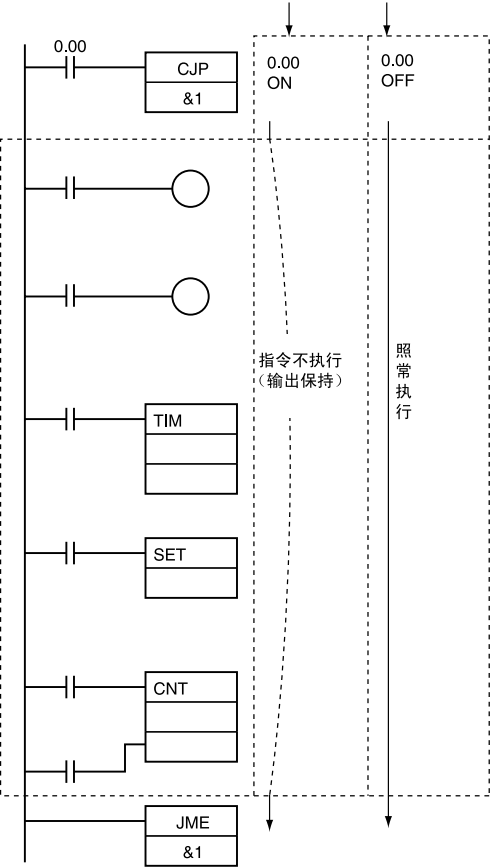 0.00
CJP
&1
0.00
ON
0.00
OFF
指令不执行
（输出保持）
照常执行
TIM
SET
CNT
JME
&1